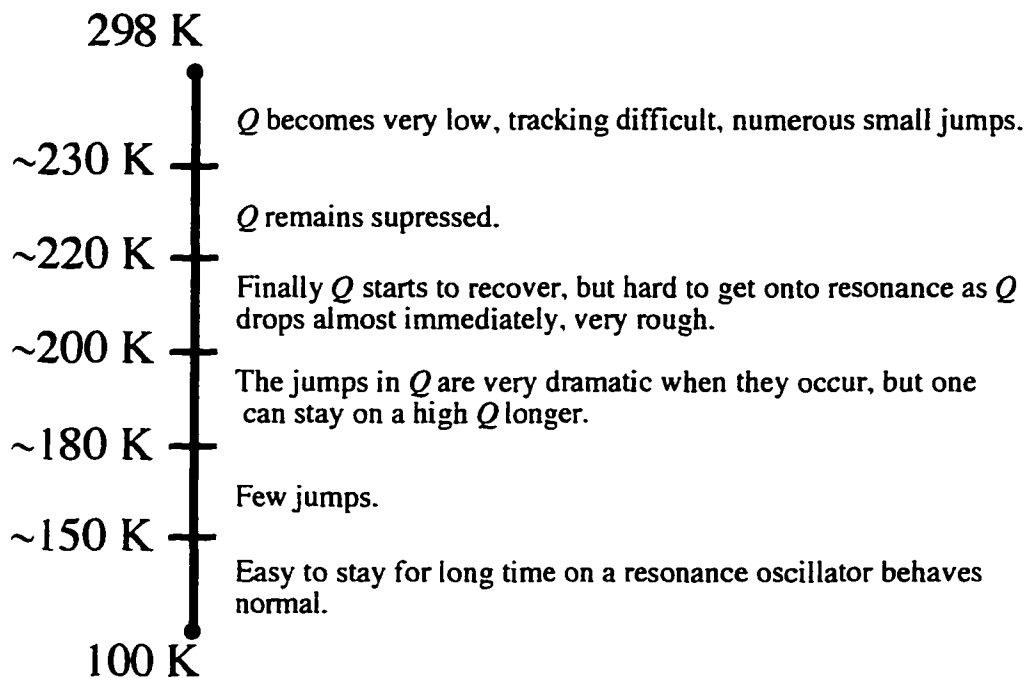 298 K
Q becomes very low, tracking difficult, numerous small jumps.
~230 K
Q remains supressed.
~220 K
Finally Q starts to recover, but hard to get onto resonance as Q
drops almost immediately, very rough.
~200 K
The jumps in Q are very dramatic when they occur, but one
can stay on a high Q longer.
~180 K
Few jumps.
~150 K
Easy to stay for long time on a resonance oscillator behaves
normal.
100 K